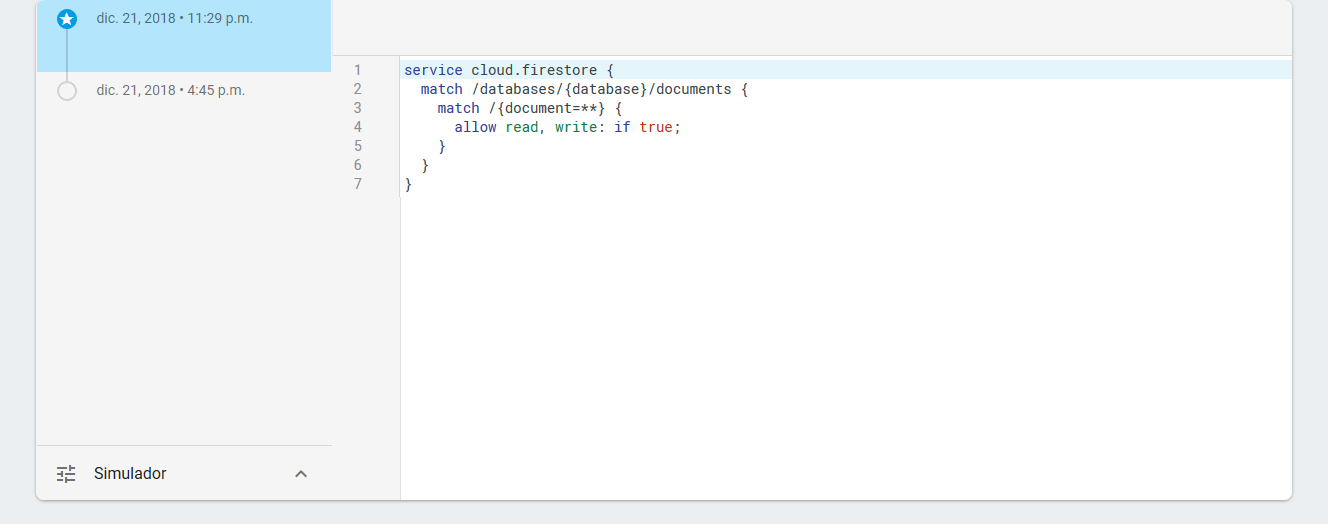 dic. 21, 2018 • 11:29 p.m.
dic. 21, 2018 • 4:45 p.m.
1 service cloud.firestore {
2   match /databases/{database}/documents {
3     match /{document=**} {
4       allow read, write: if true;
5     }
6   }
7 }
Simulador